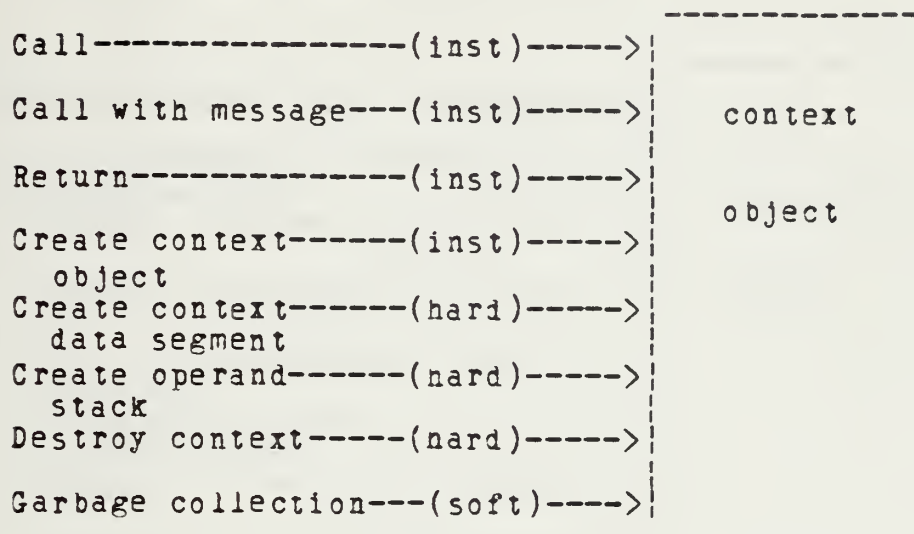 Call----------------(inst)----->
Call with message---(inst)----->
context
Return--------------(inst)----->
object
Create context------(inst)----->
object
Create context------(hard)----->
data segment
Create operand------(hard)----->
stack
Destroy context-----(hard)----->
Garbage collection---(soft)---->